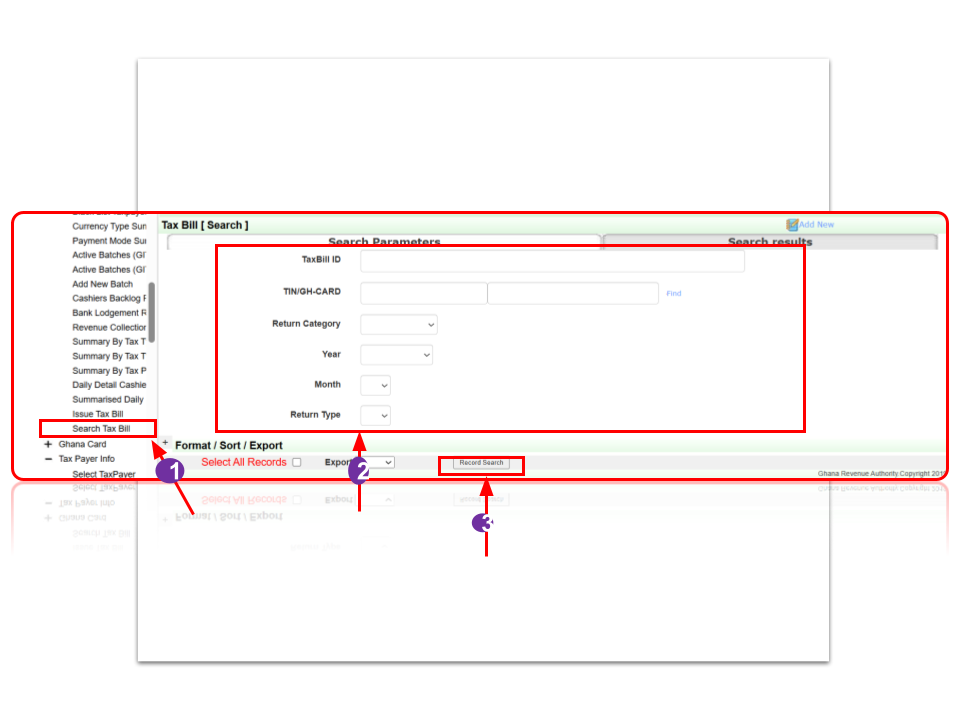 Currency Type Sum
Payment Mode Su
Active Batches (GI
Active Batches (GI
Add New Batch
Cashiers Backlog
Bank Lodgement R
Revenue Collection
Summary By Tax T
Summary By Tax T
Summary By Tax P
Daily Detail Cashie
Summarised Daily
Issue Tax Bill
Search Tax Bill
Ghana Card
Tax Payer Info
Select TaxPayer
Tax Bill [ Search ]
Add New
Search Parameters
Search results
TaxBill ID
TIN/GH-CARD
Find
Return Category
Year
Month
Return Type
+ Format / Sort / Export
Select All Records
Export
Record Search
Ghana Revenue Authority Copyright 201
1
2
3